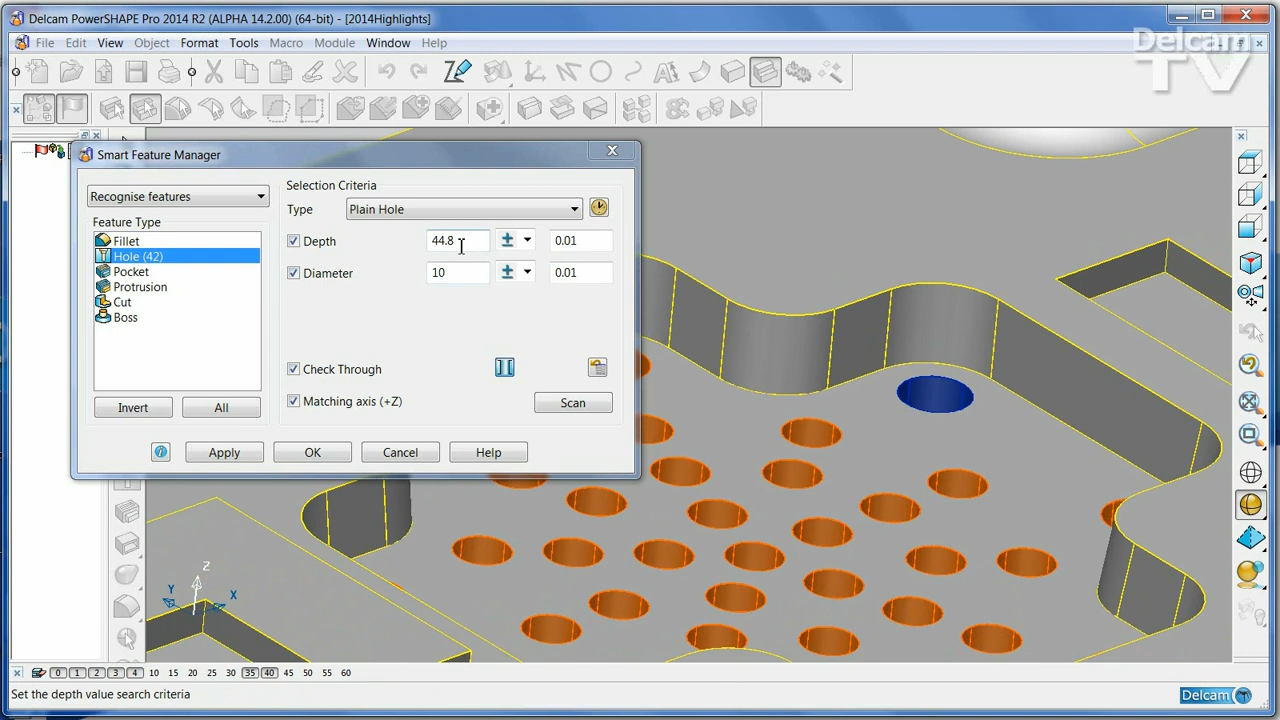 Delcam PowerSHAPE Pro 2014 R2 (ALPHA 14.2.00) (64-bit) - [2014Highlights]
File Edit View Object Format Tools Macro Module Window Help
Delcam
TV
Smart Feature Manager
Recognise features
Feature Type
Fillet
Hole (42)
Pocket
Protrusion
Cut
Boss
Invert All
Selection Criteria
Type Plain Hole
Depth 44.8 ± 0.01
Diameter 10 ± 0.01
Check Through
Matching axis (+Z)
Scan
Apply OK Cancel Help
Z
Y
X
0 1 2 3 4 10 15 20 25 30 35 40 45 50 55 60
Set the depth value search criteria
Delcam